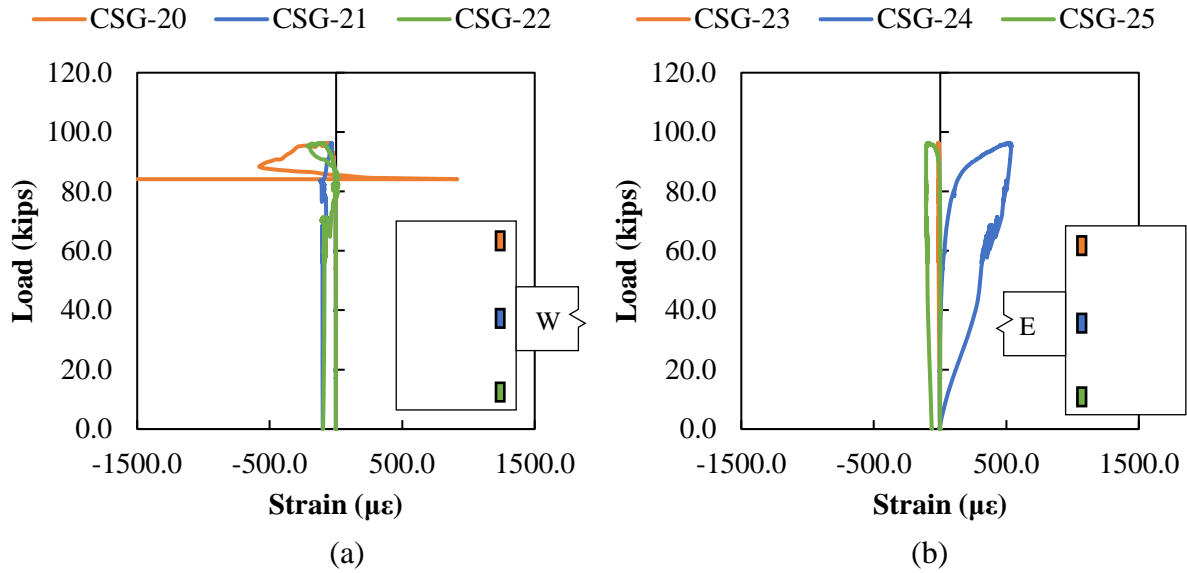 CSG-20 CSG-21 CSG-22
120.0
100.0
80.0
60.0
40.0
20.0
0.0
-1500.0 -500.0 500.0 1500.0
Load (kips)
Strain (με)
W
(a)
CSG-23 CSG-24 CSG-25
120.0
100.0
80.0
60.0
40.0
20.0
0.0
-1500.0 -500.0 500.0 1500.0
Load (kips)
Strain (με)
E
(b)